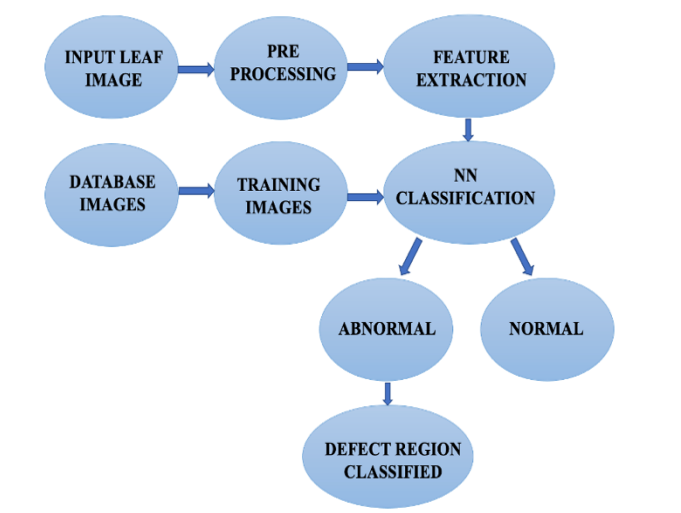 INPUT LEAF
IMAGE
PRE
PROCESSING
FEATURE
EXTRACTION
DATABASE
IMAGES
TRAINING
IMAGES
NN
CLASSIFICATION
ABNORMAL
NORMAL
DEFECT REGION
CLASSIFIED